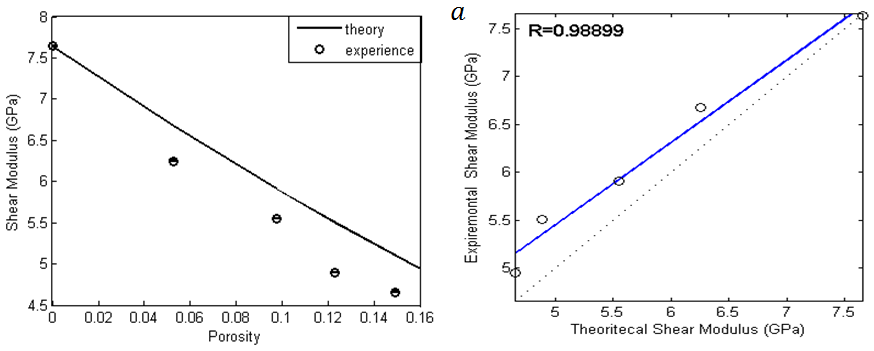 8
7.5
7
6.5
6
5.5
5
4.5
Shear Modulus (GPa)
theory
experience
0 0.02 0.04 0.06 0.08 0.1 0.12 0.14 0.16
Porosity
a
R=0.98899
7.5
7
6.5
6
5.5
5
Expiremontal Shear Modulus (GPa)
5 5.5 6 6.5 7 7.5
Theoritecal Shear Modulus (GPa)